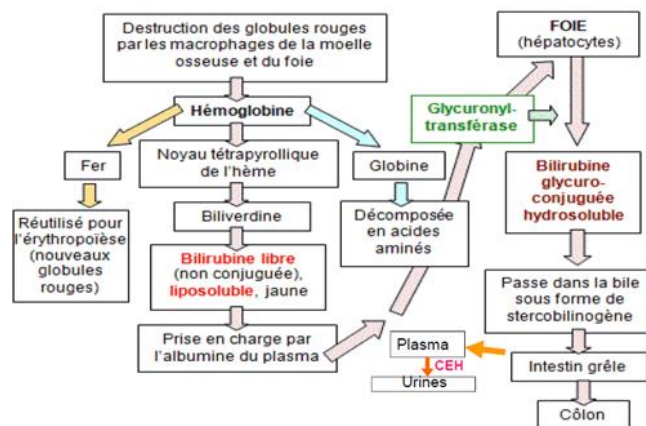 Destruction des globules rouges
par les macrophages de la moelle
osseuse et du foie
Hémoglobine
Fer
Noyau tétrapyrollique
de l'hème
Globine
Réutilisé pour
l'érythropoïèse
(nouveaux
globules
rouges)
Biliverdine
Décomposée
en acides
aminés
Bilirubine libre
(non conjuguée),
liposoluble, jaune
Prise en charge par
l'albumine du plasma
FOIE
(hépatocytes)
Glycuronyl-
transférase
Bilirubine
glycuro-
conjuguée
hydrosoluble
Passe dans la bile
sous forme de
stercobilinogène
Intestin grêle
Plasma
CEH
Urines
Côlon